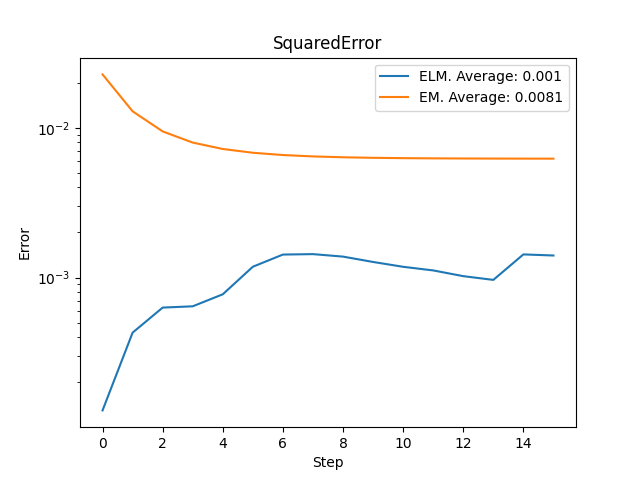 SquaredError
ELM. Average: 0.001
EM. Average: 0.0081
10⁻²
10⁻³
Error
0 2 4 6 8 10 12 14
Step